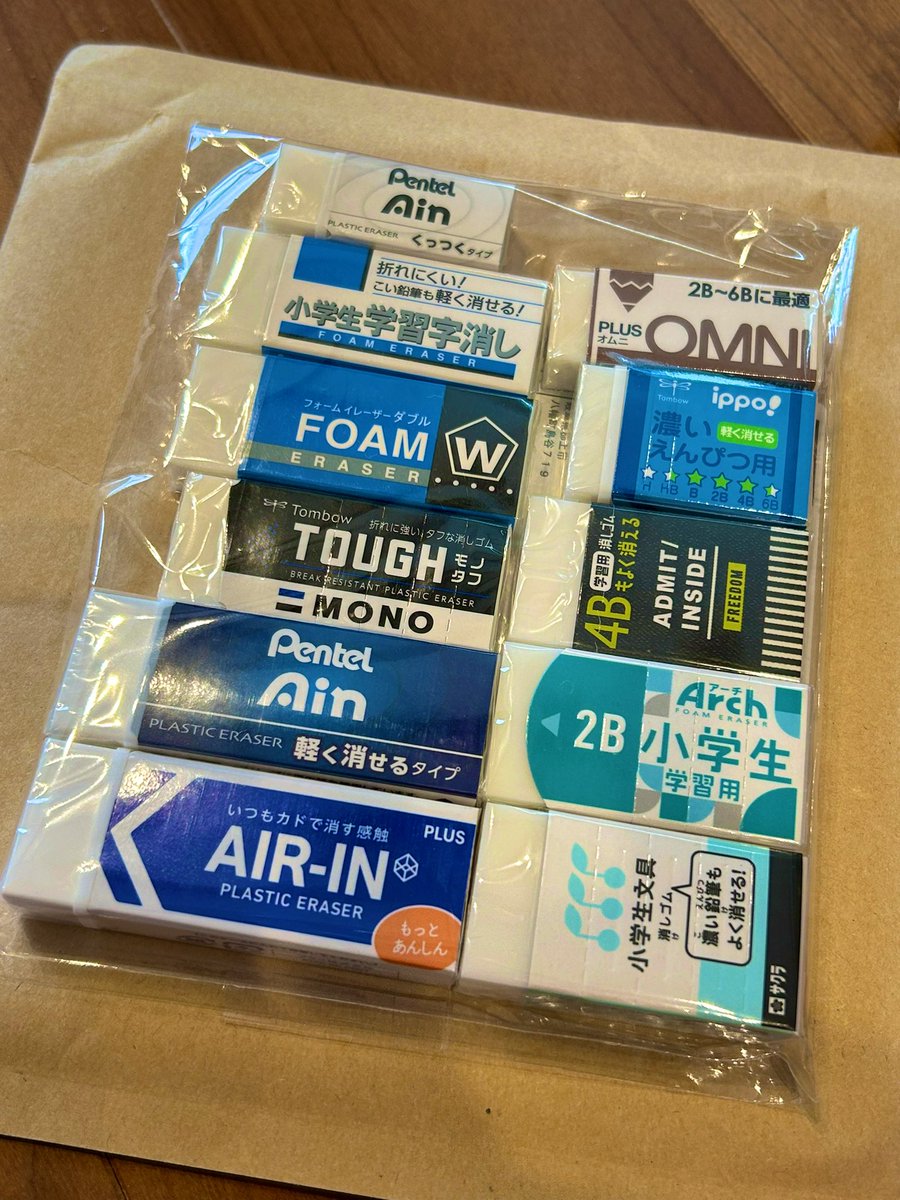 Pentel
Ain
PLASTIC ERASER くっつくタイプ
折れにくい!
こい鉛筆も軽く消せる!
小学生学習字消し
FOAM ERASER
フォームイレーザーダブル
FOAM
ERASER
W
Tombow 折れに強い、タフな消しゴム
TOUGH モノタフ
BREAK RESISTANT PLASTIC ERASER
MONO
Pentel
Ain
PLASTIC ERASER 軽く消せるタイプ
いつもカドで消す感触
PLUS
AIR-IN
PLASTIC ERASER
もっと
あんしん
2B~6Bに最適
PLUS
オムニ
OMNI
Tombow
ippo!
濃い
軽く消せる
えんぴつ用
H HB B 2B 4B 6B
4B
学習用 消しゴム
もよく消える
ADMIT/
INSIDE
FREEDOM
アーチ
Arch
FOAM ERASER
2B
小学生
学習用
小学生文具
消しゴム
け
濃い鉛筆も
こ えんぴつ
よく消せる!
け
サクラ
719